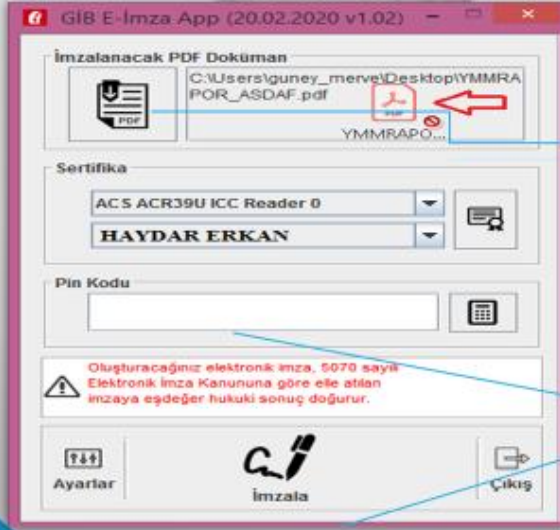 GİB E-İmza App (20.02.2020 v1.02)
İmzalanacak PDF Doküman
C:\Users\guney_merve\Desktop\YMMRA
POR_ASDAF.pdf
PDF
PDF
YMMRAPO...
Sertifika
ACS ACR39U ICC Reader 0
HAYDAR ERKAN
Pin Kodu
Oluşturacağınız elektronik imza, 5070 sayılı
Elektronik İmza Kanununa göre elle atılan
imzaya eşdeğer hukuki sonuç doğurur.
Ayarlar
İmzala
Çıkış